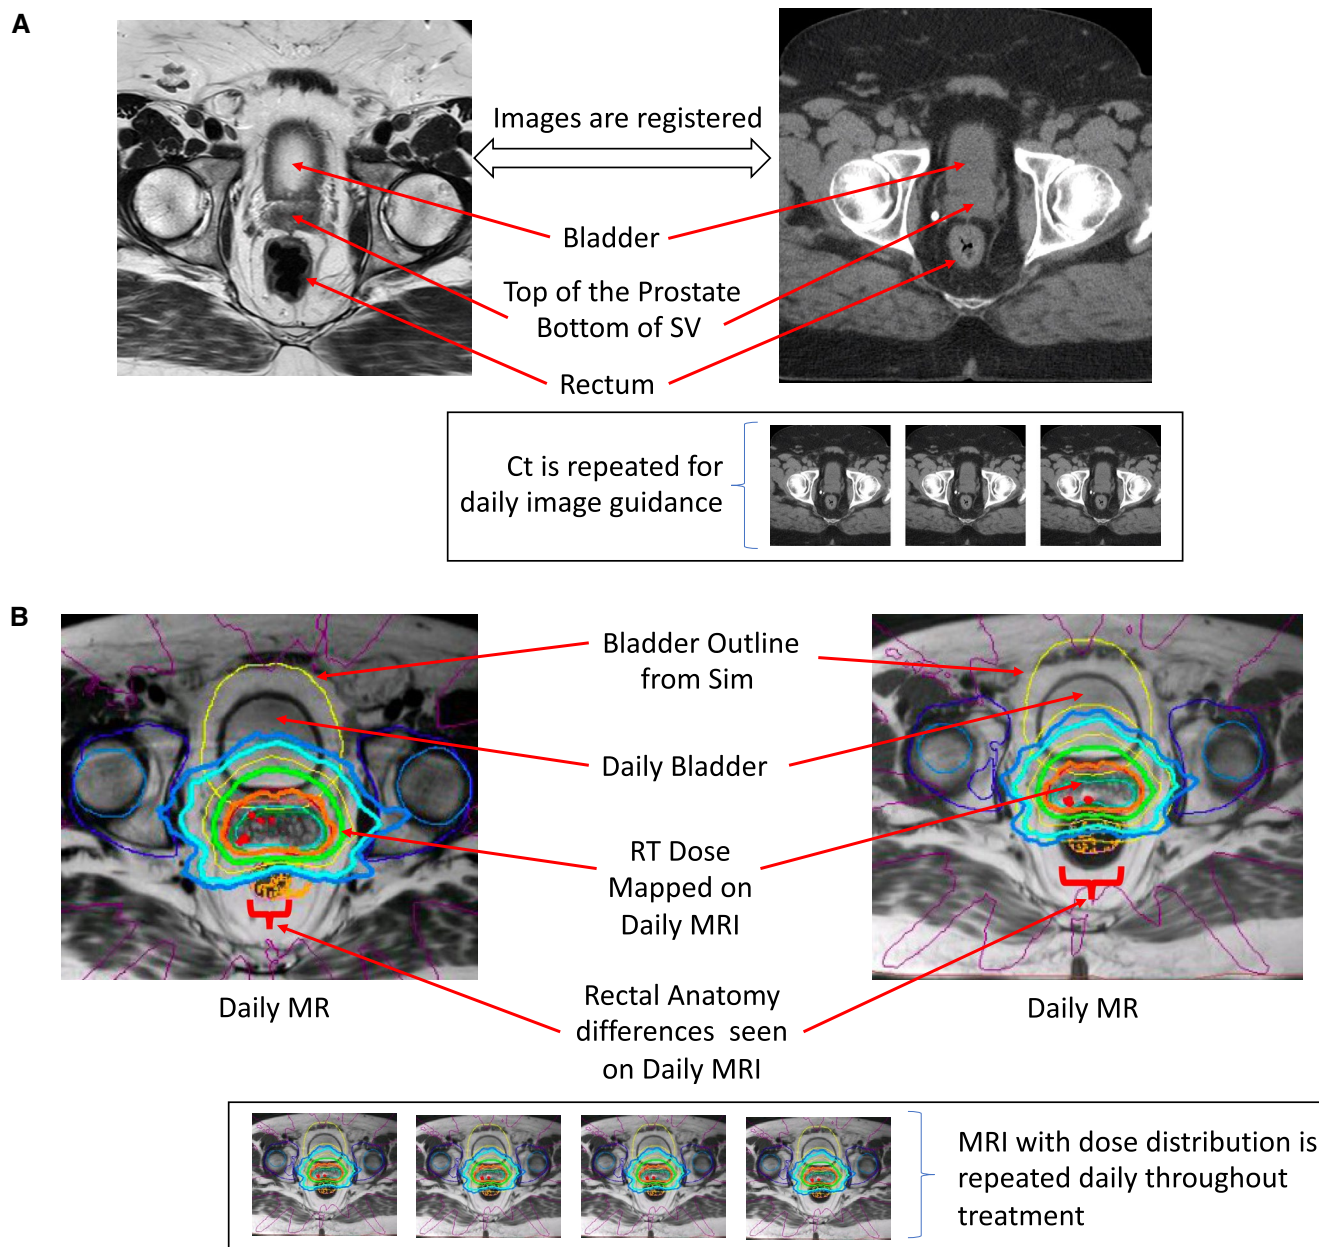 A
Images are registered
Bladder
Top of the Prostate
Bottom of SV
Rectum
Ct is repeated for
daily image guidance
B
Bladder Outline
from Sim
Daily Bladder
RT Dose
Mapped on
Daily MRI
Daily MR
Daily MR
Rectal Anatomy
differences seen
on Daily MRI
MRI with dose distribution is
repeated daily throughout
treatment